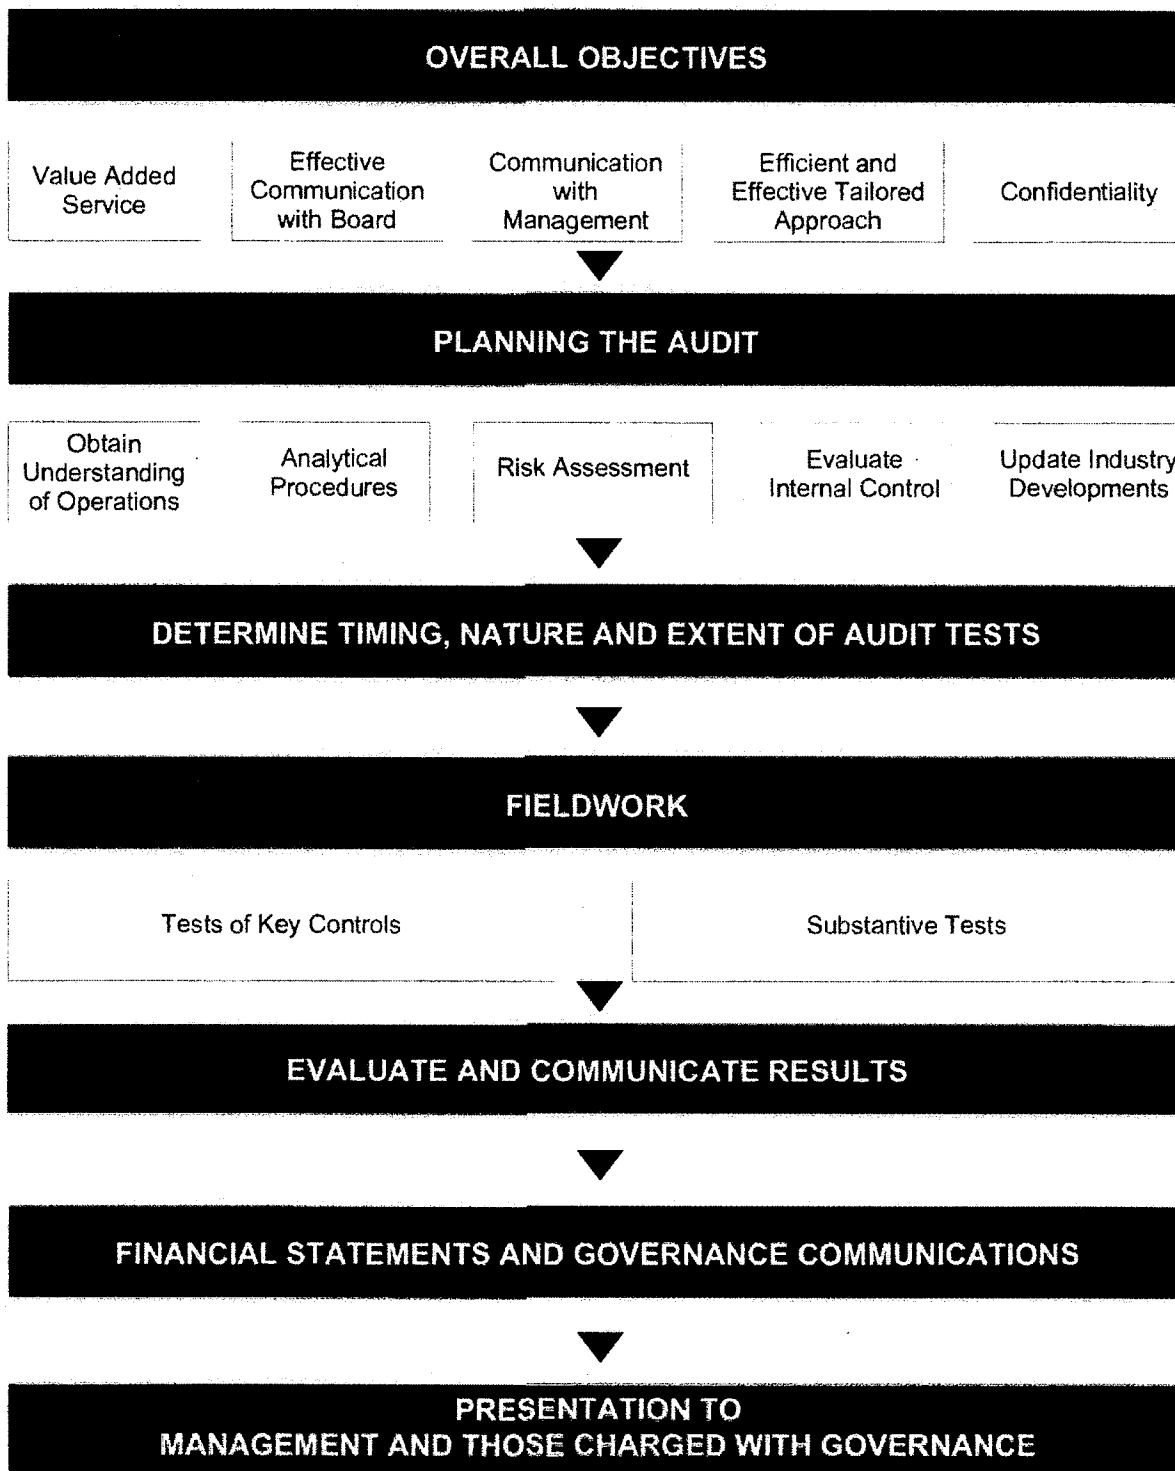 OVERALL OBJECTIVES
Value Added
Service
Effective
Communication
with Board
Communication
with
Management
Efficient and
Effective Tailored
Approach
Confidentiality
PLANNING THE AUDIT
Obtain
Understanding
of Operations
Analytical
Procedures
Risk Assessment
Evaluate
Internal Control
Update Industry
Developments
DETERMINE TIMING, NATURE AND EXTENT OF AUDIT TESTS
FIELDWORK
Tests of Key Controls
Substantive Tests
EVALUATE AND COMMUNICATE RESULTS
FINANCIAL STATEMENTS AND GOVERNANCE COMMUNICATIONS
PRESENTATION TO
MANAGEMENT AND THOSE CHARGED WITH GOVERNANCE